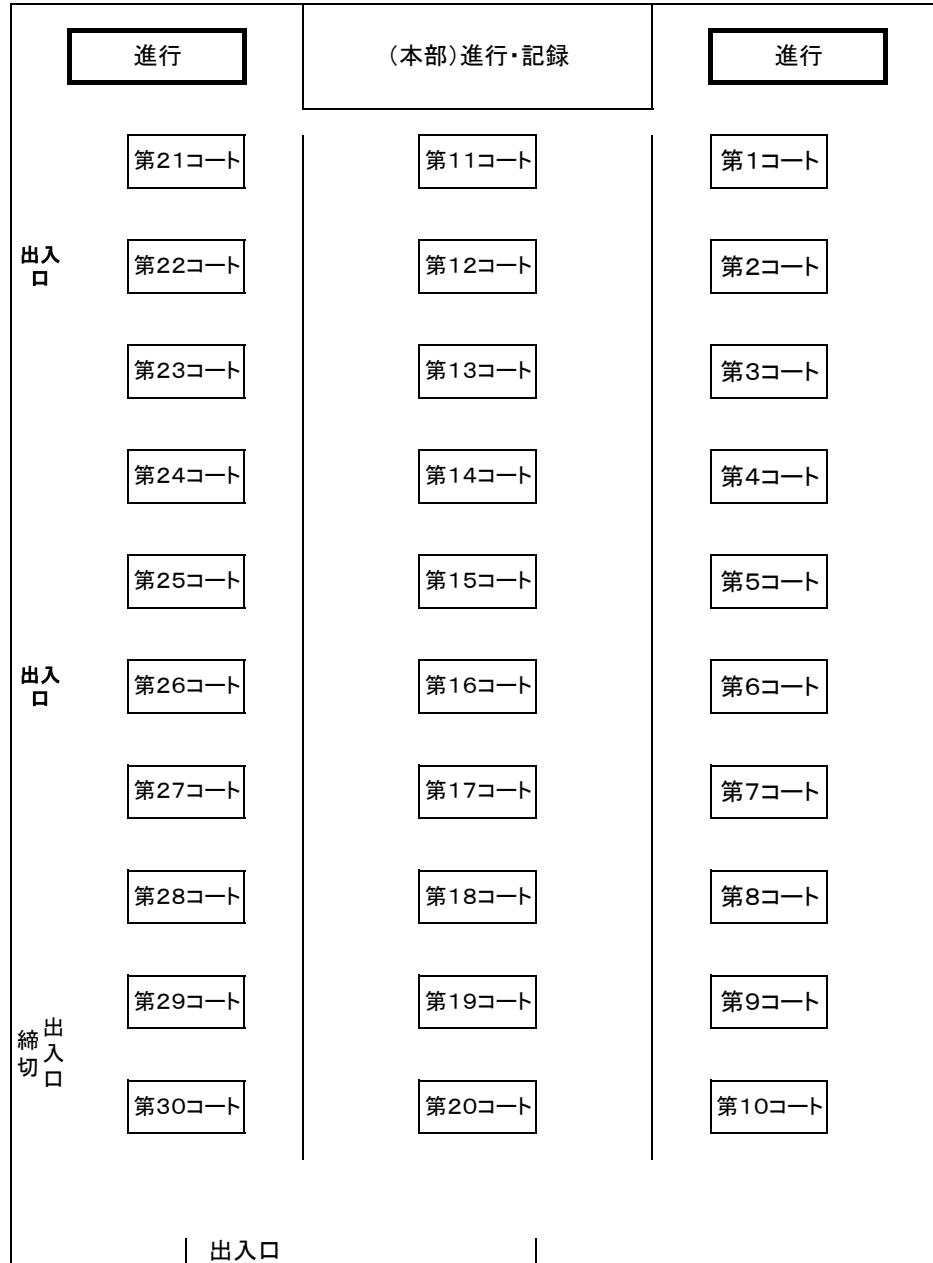 進行
(本部)進行・記録
進行
第21コート
第11コート
第1コート
出入
口
第22コート
第12コート
第2コート
第23コート
第13コート
第3コート
第24コート
第14コート
第4コート
第25コート
第15コート
第5コート
出入
口
第26コート
第16コート
第6コート
第27コート
第17コート
第7コート
第28コート
第18コート
第8コート
第29コート
第19コート
第9コート
出入口
締切
第30コート
第20コート
第10コート
出入口